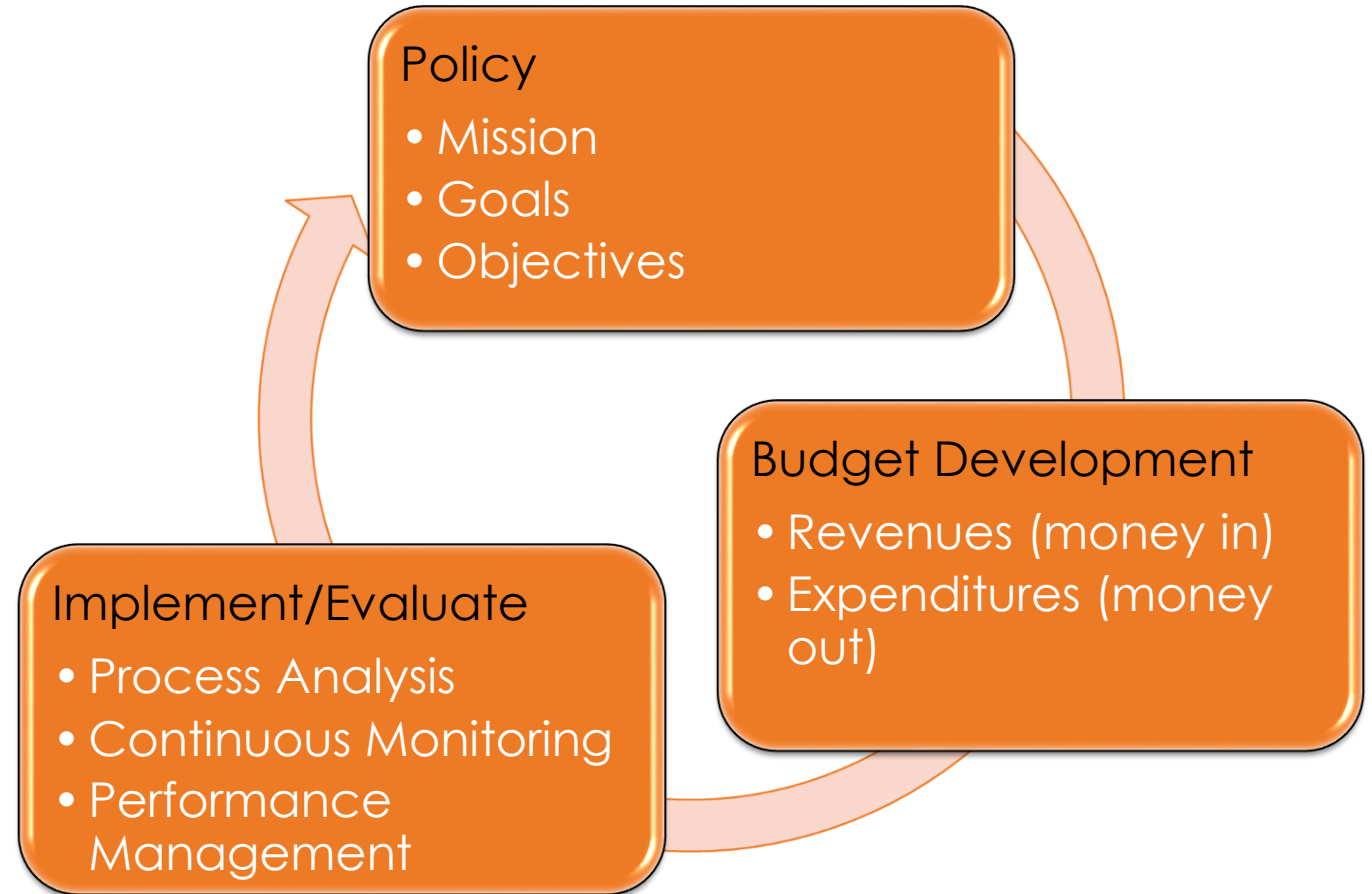 Policy
• Mission
• Goals
• Objectives
Budget Development
• Revenues (money in)
• Expenditures (money
out)
Implement/Evaluate
• Process Analysis
• Continuous Monitoring
• Performance
Management